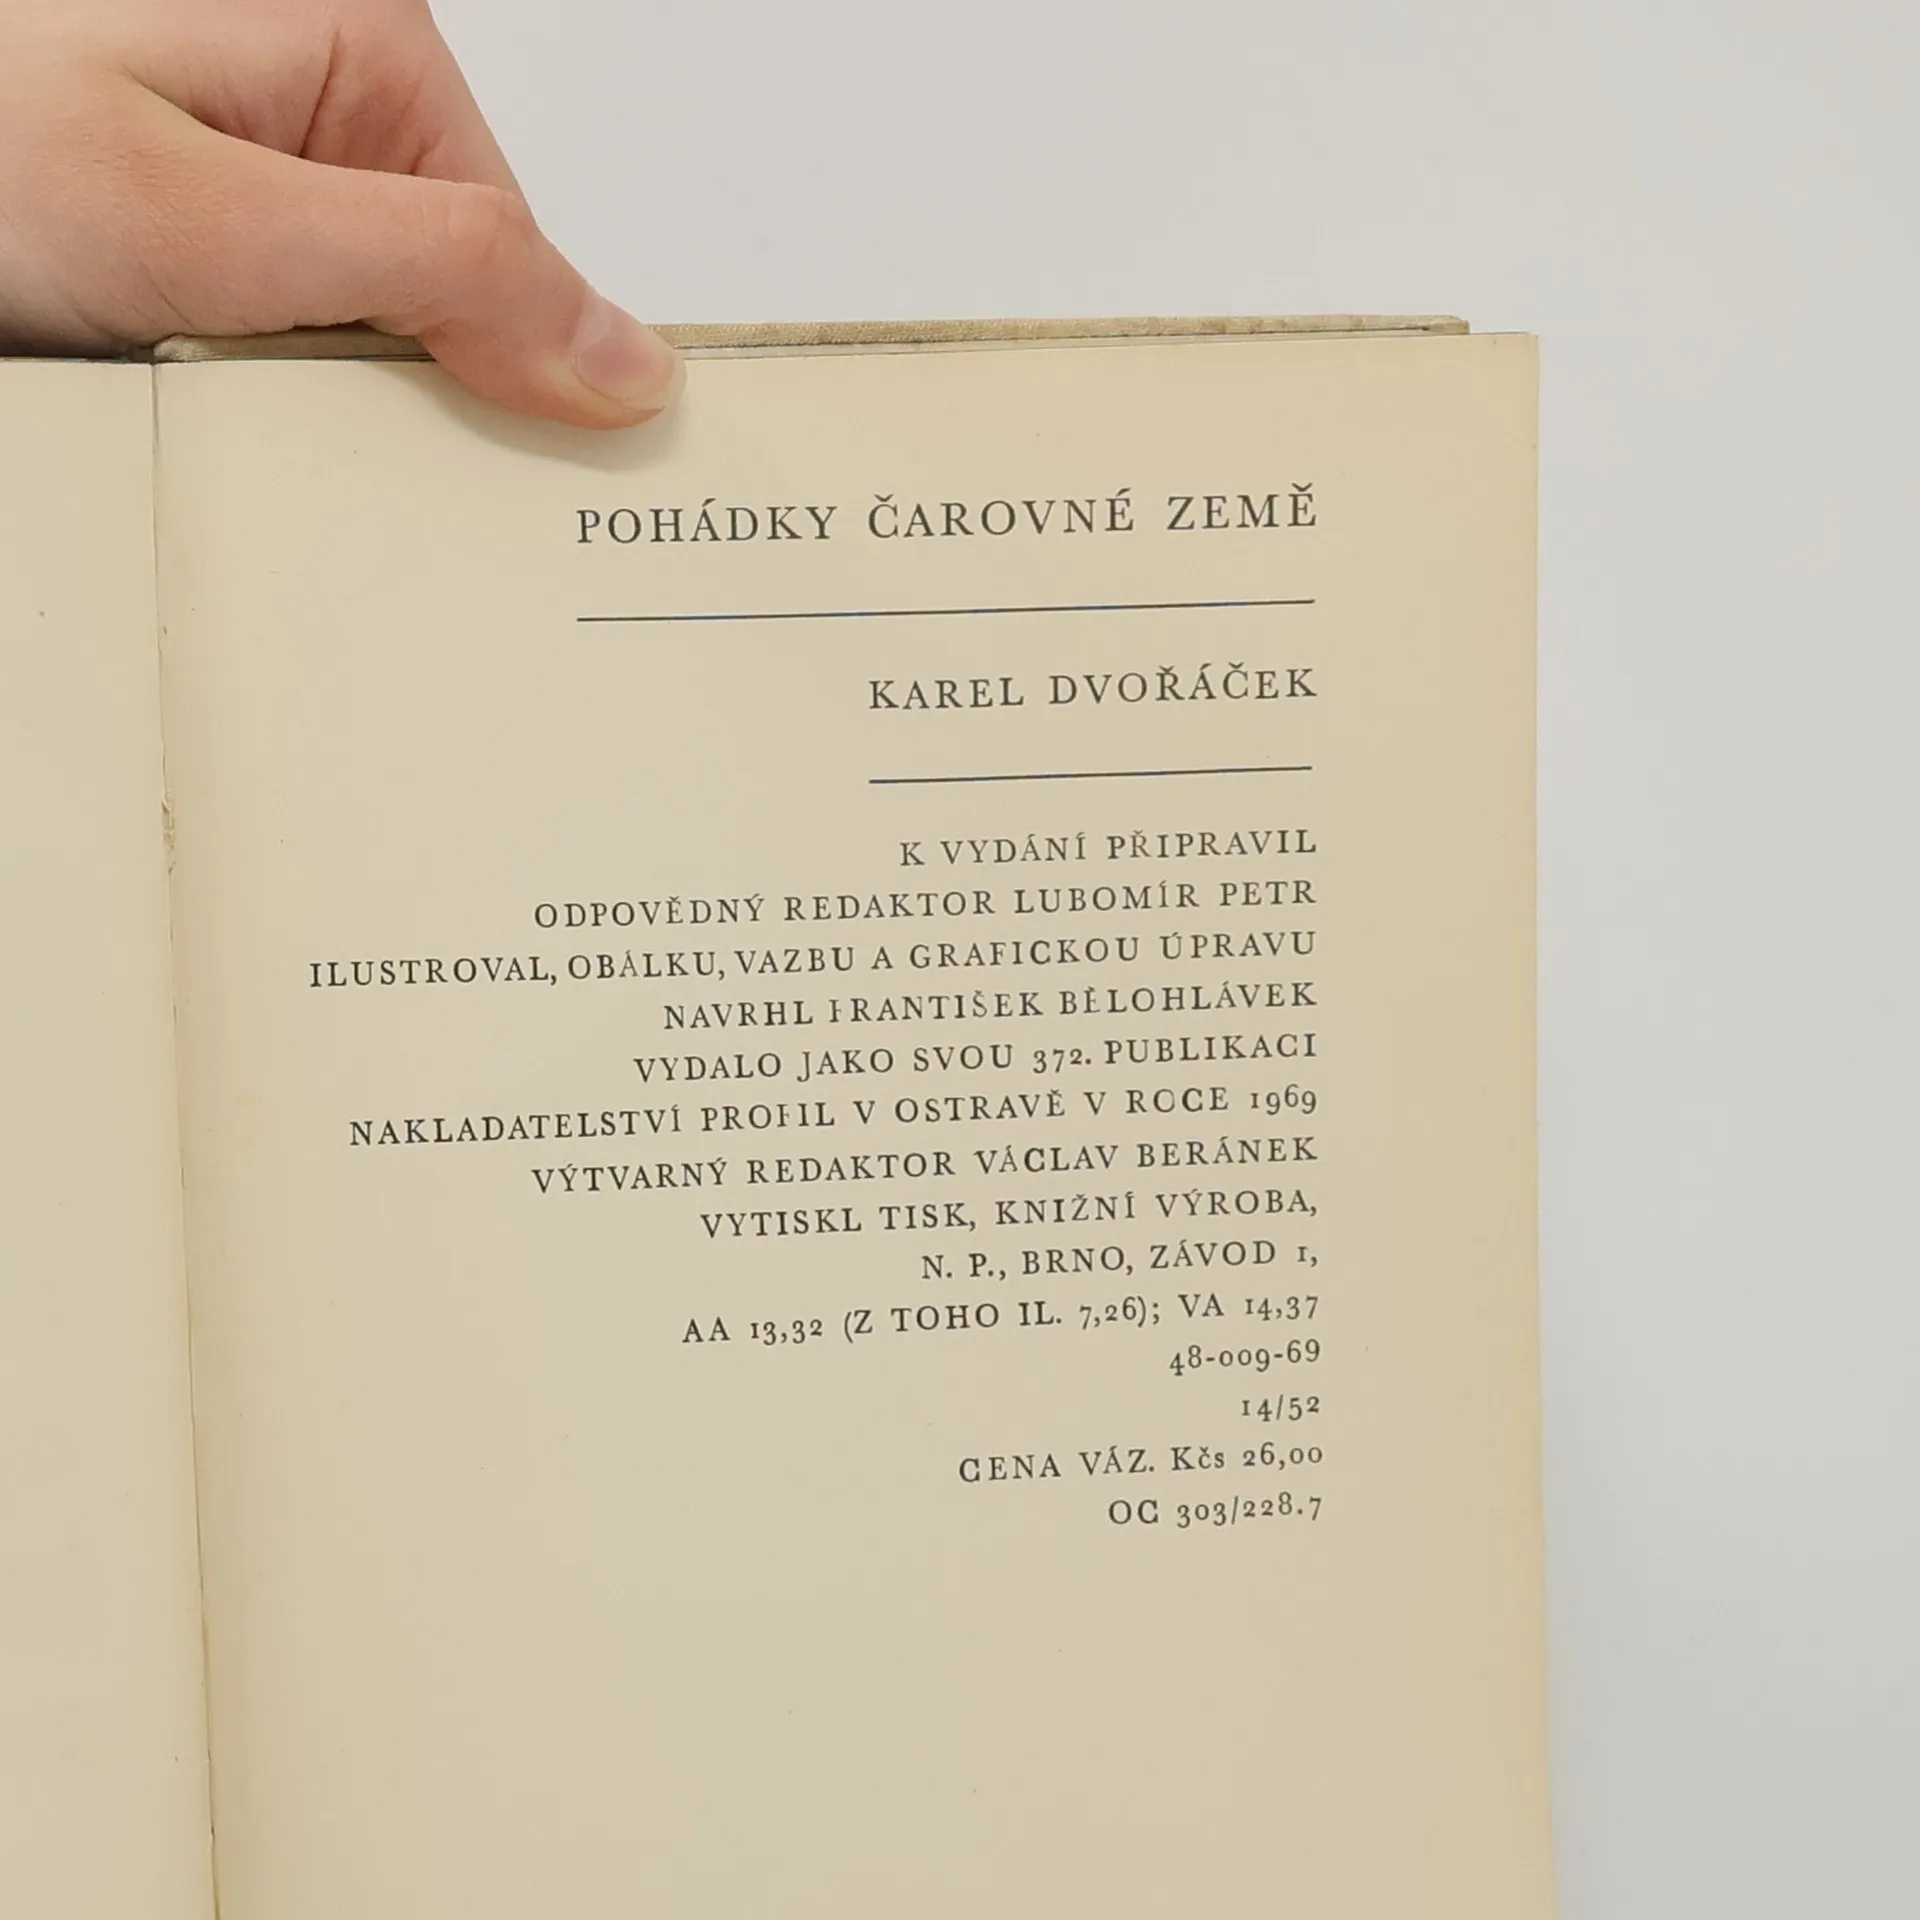 POHÁDKY ČAROVNÉ ZEMĚ
KAREL DVOŘÁČEK
K VYDÁNÍ PŘIPRAVIL
ODPOVĚDNÝ REDAKTOR LUBOMÍR PETR
ILUSTROVAL, OBÁLKU, VAZBU A GRAFICKOU ÚPRAVU
NAVRHL FRANTIŠEK BĚLOHLÁVEK
VYDALO JAKO SVOU 372. PUBLIKACI
NAKLADATELSTVÍ PROFIL V OSTRAVĚ V ROCE 1969
VÝTVARNÝ REDAKTOR VÁCLAV BERÁNEK
VYTISKL TISK, KNIŽNÍ VÝROBA,
N. P., BRNO, ZÁVOD 1,
AA 13,32 (Z TOHO IL. 7,26); VA 14,37
48-009-69
14/52
CENA VÁZ. Kčs 26,00
OC 303/228.7